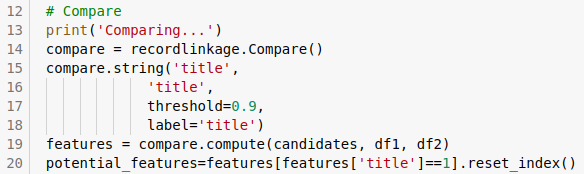 12 # Compare
13 print('Comparing...')
14 compare = recordlinkage.Compare()
15 compare.string('title',
16             'title',
17             threshold=0.9,
18             label='title')
19 features = compare.compute(candidates, df1, df2)
20 potential_features=features[features['title']==1].reset_index()